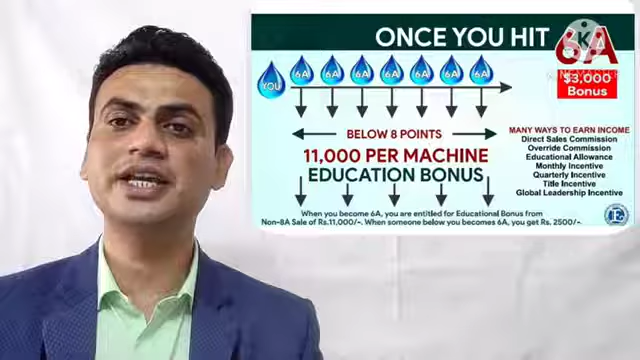 ONCE YOU HIT 6A
$3,000
Bonus
YOU 6A 6A 6A 6A 6A 6A 6A
BELOW 8 POINTS
11,000 PER MACHINE
EDUCATION BONUS
MANY WAYS TO EARN INCOME
Direct Sales Commission
Override Commission
Educational Allowance
Monthly Incentive
Quarterly Incentive
Title Incentive
Global Leadership Incentive
When you become 6A, you are entitled for Educational Bonus from
Non-8A Sale of Rs.11,000/-. When someone below you becomes 6A, you get Rs. 2500/-.